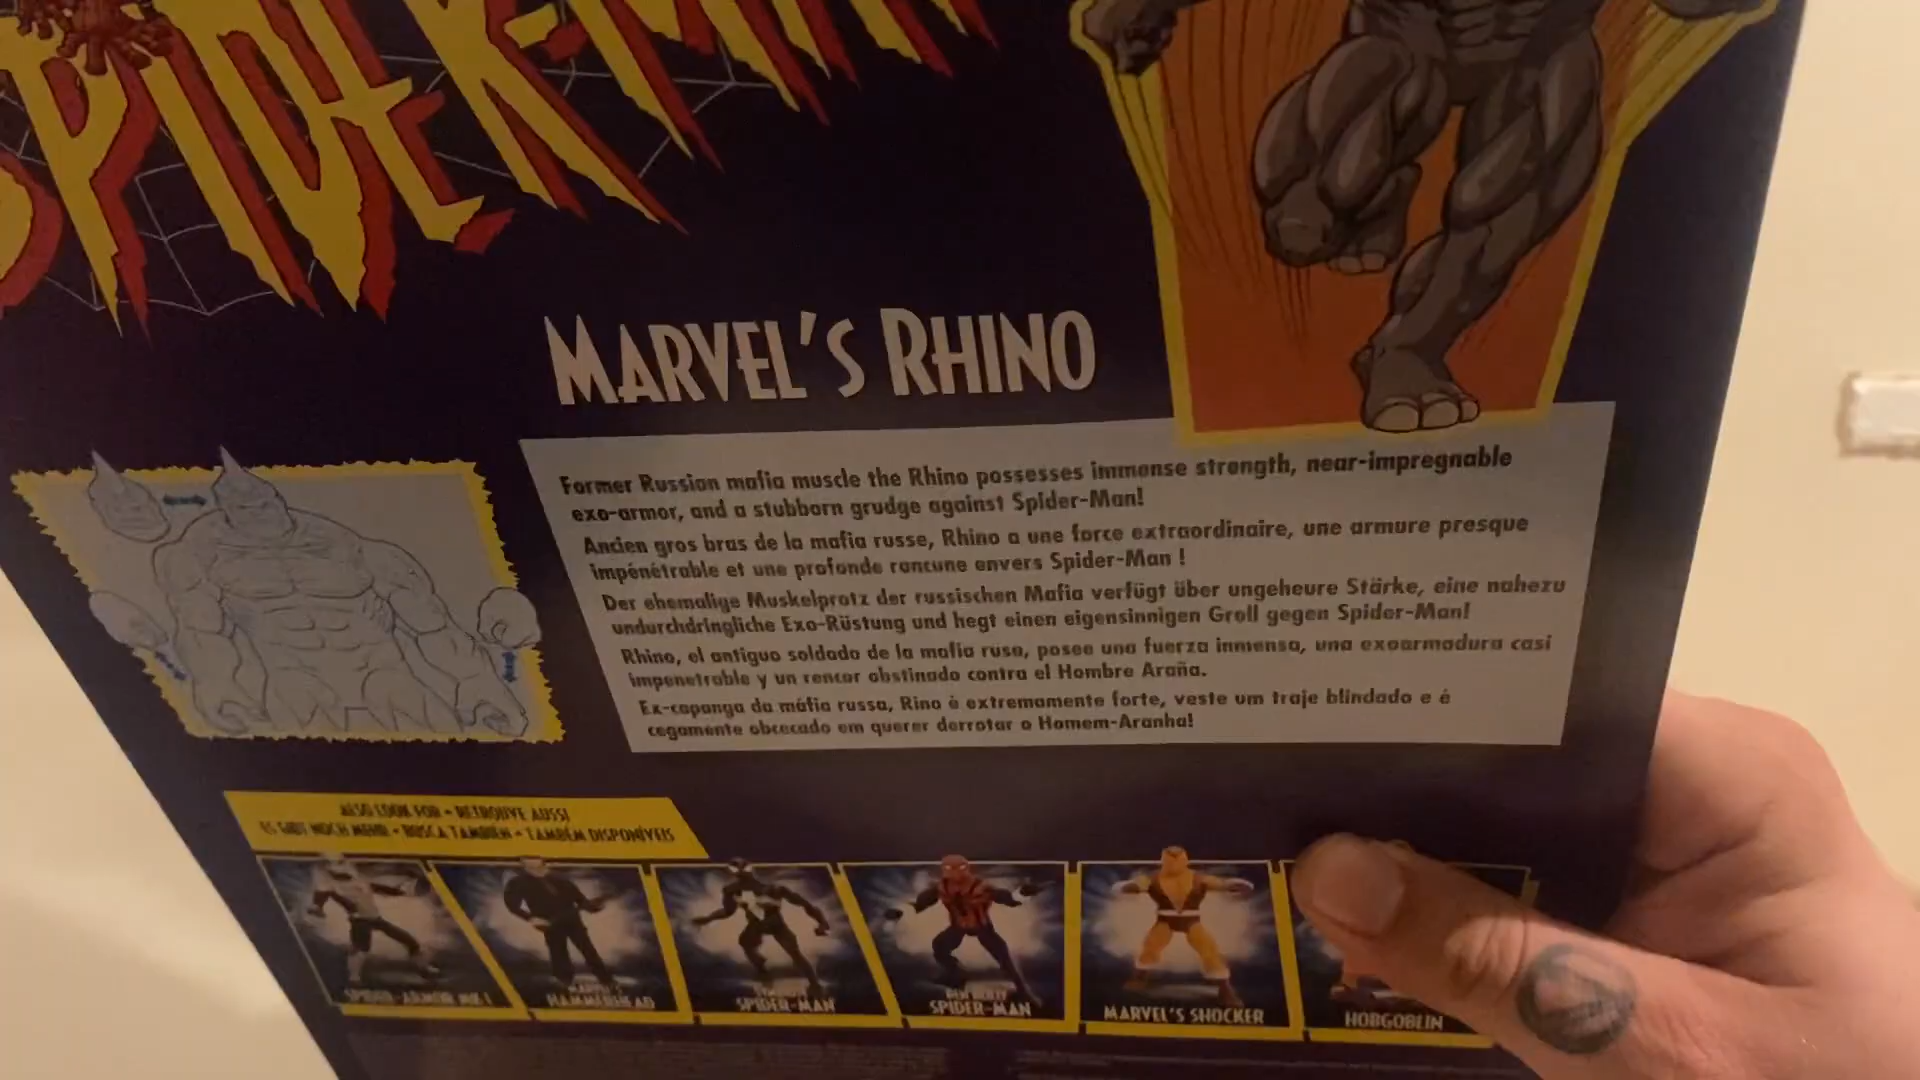 SPIDER-MAN
MARVEL'S RHINO
Former Russian mafia muscle the Rhino possesses immense strength, near-impregnable
exo-armor, and a stubborn grudge against Spider-Man!
Ancien gros bras de la mafia russe, Rhino a une force extraordinaire, une armure presque
impénétrable et une profonde rancune envers Spider-Man !
Der ehemalige Muskelprotz der russischen Mafia verfügt über ungeheure Stärke, eine nahezu
undurchdringliche Exo-Rüstung und hegt einen eigensinnigen Groll gegen Spider-Man!
Rhino, el antiguo soldado de la mafia rusa, posee una fuerza inmensa, una exoarmadura casi
impenetrable y un rencor obstinado contra el Hombre Araña.
Ex-capanga da máfia russa, Rino é extremamente forte, veste um traje blindado e é
cegamente obcecado em querer derrotar o Homem-Aranha!
ALSO LOOK FOR • RETROUVE AUSSI
ES GIBT NOCH MEHR • BUSCA TAMBIÉN • TAMBÉM DISPONÍVEIS
SPIDER-ARMOR MK I
MARVEL'S
HAMMERHEAD
SPIDER-MAN
BEN REILLY
SPIDER-MAN
MARVEL'S SHOCKER
HOBGOBLIN